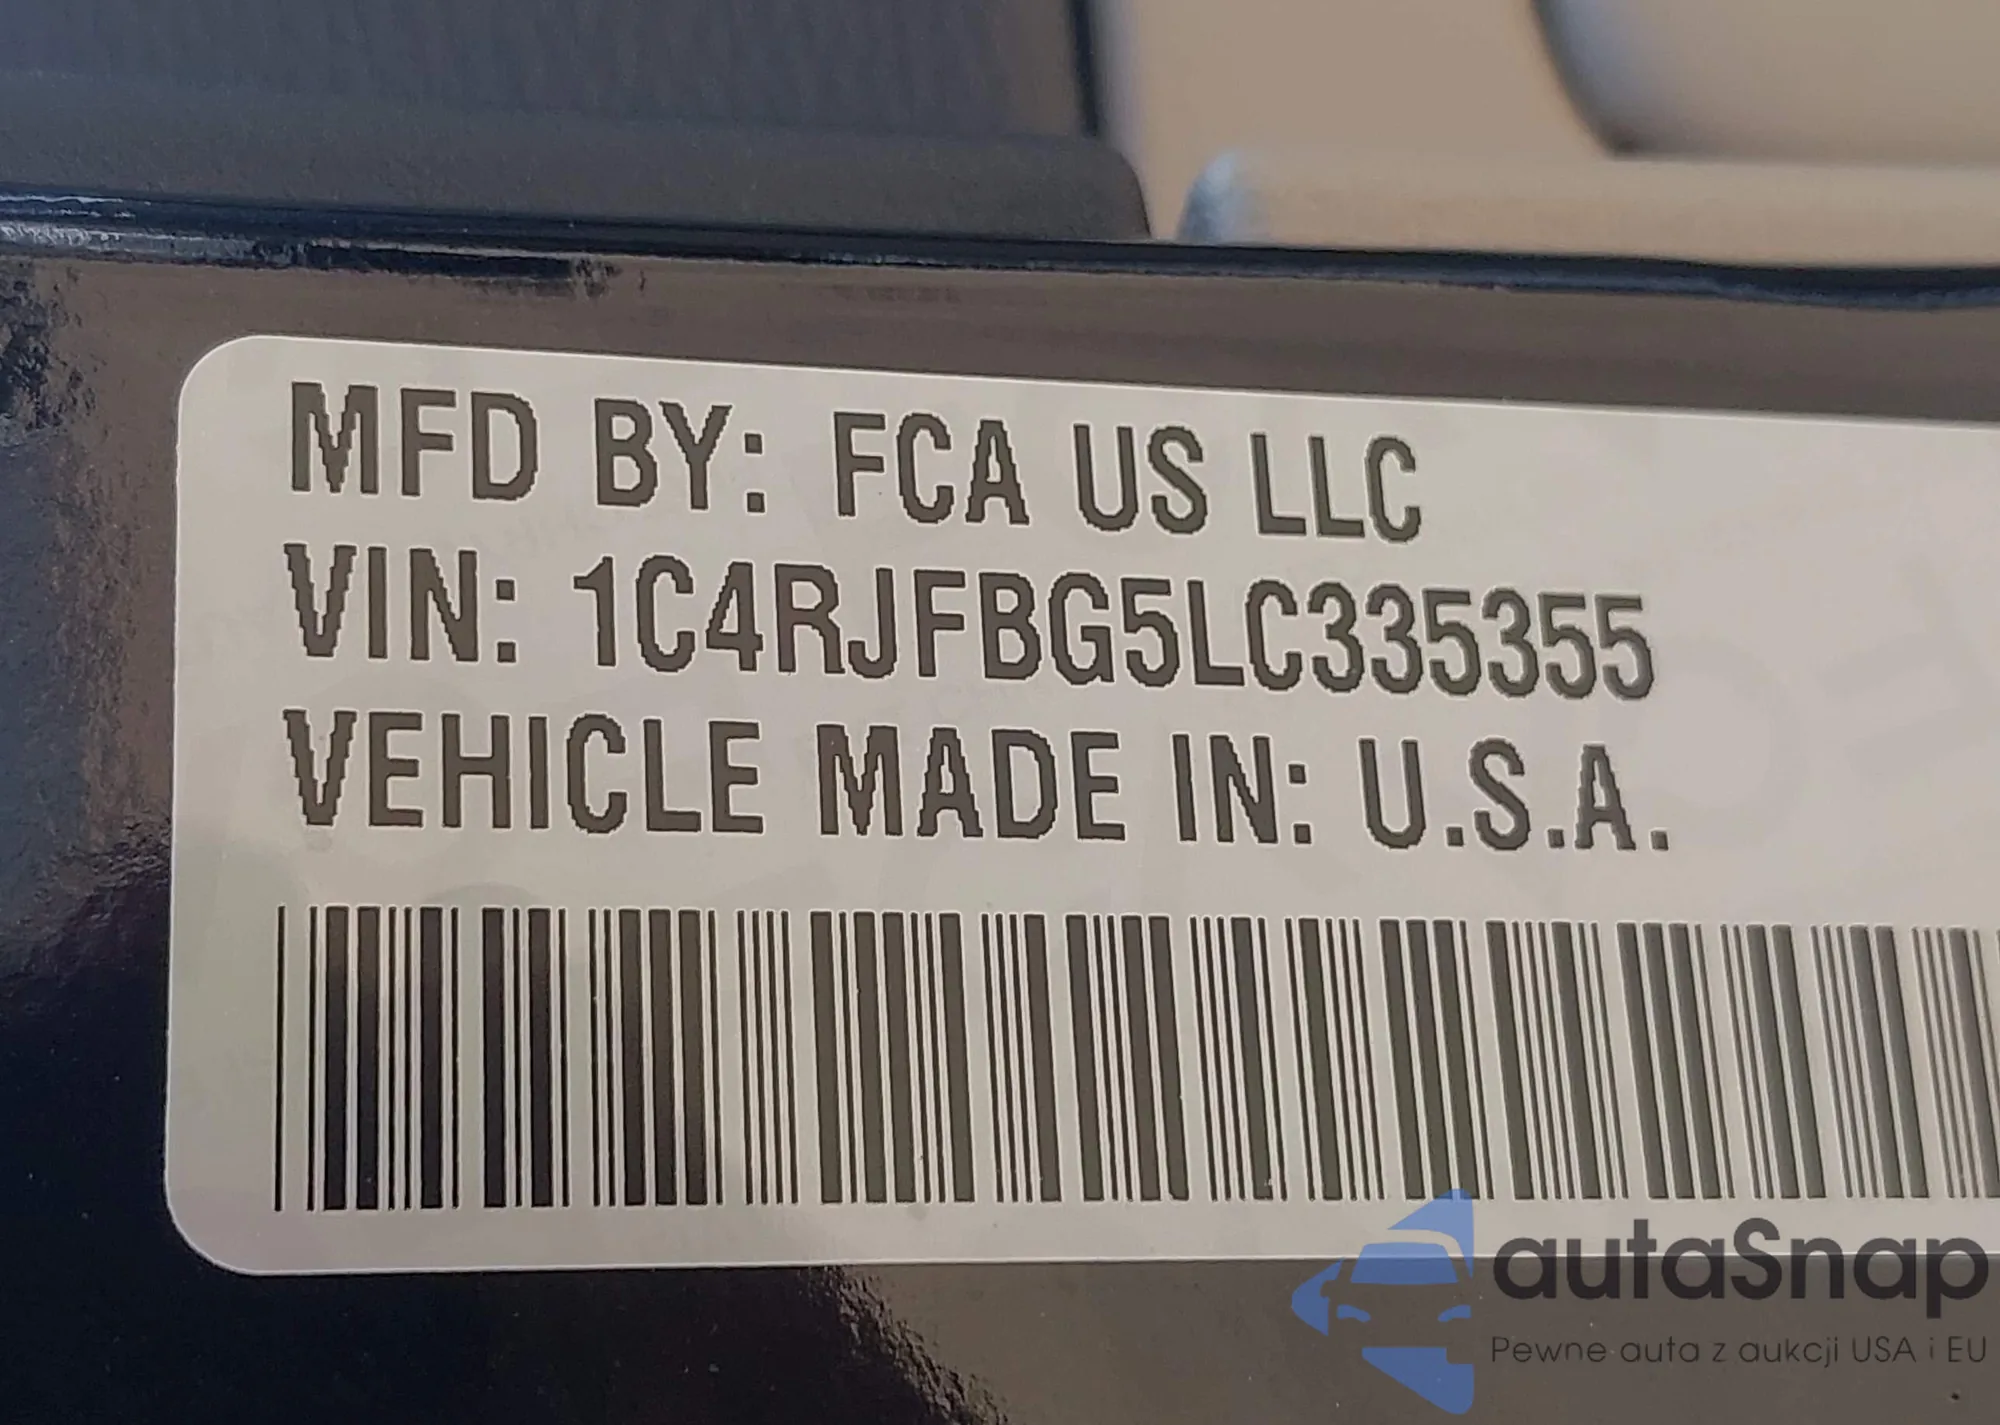 MFD BY: FCA US LLC
VIN: 1C4RJFBG5LC335355
VEHICLE MADE IN: U.S.A.
autaSnap
Pewne auta z aukcji USA i EU